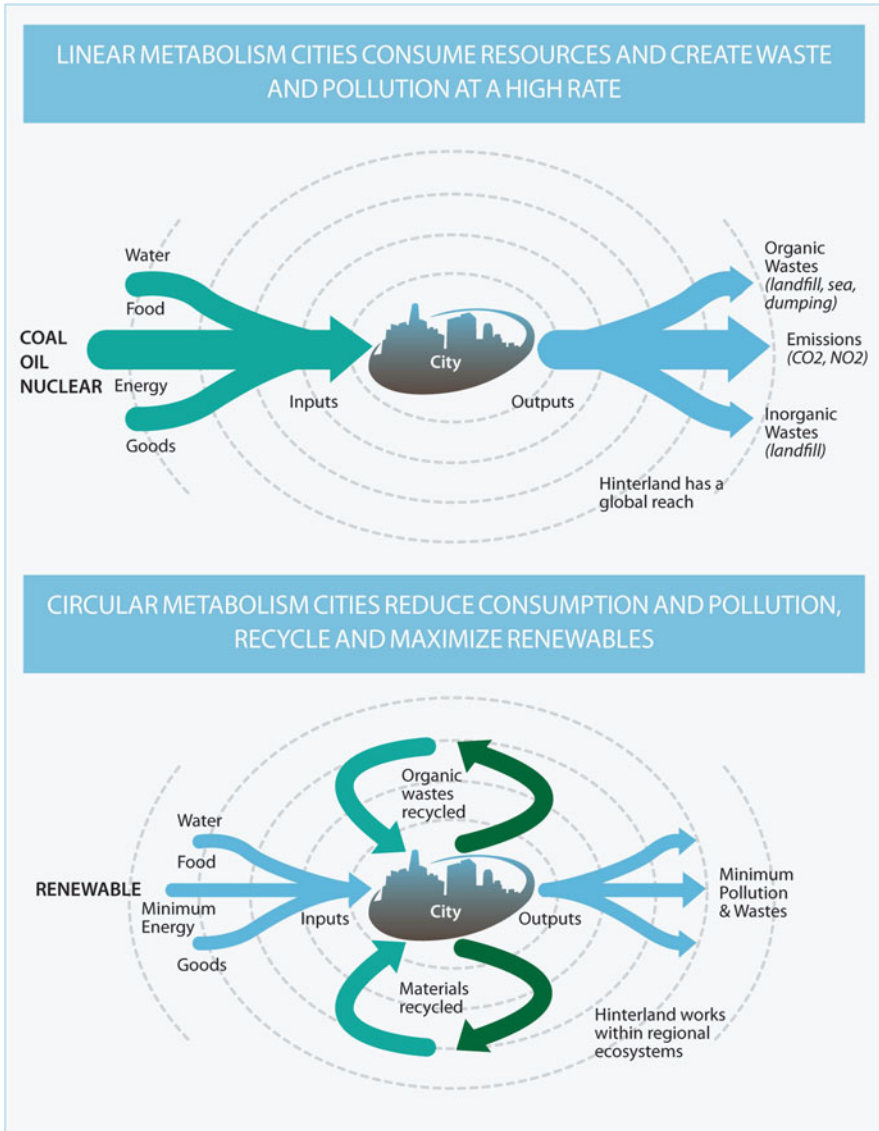 LINEAR METABOLISM CITIES CONSUME RESOURCES AND CREATE WASTE
AND POLLUTION AT A HIGH RATE
Water
Food
COAL
OIL
NUCLEAR
Energy
Goods
Inputs
City
Outputs
Organic
Wastes
(landfill, sea,
dumping)
Emissions
(CO2, NO2)
Inorganic
Wastes
(landfill)
Hinterland has a
global reach
CIRCULAR METABOLISM CITIES REDUCE CONSUMPTION AND POLLUTION,
RECYCLE AND MAXIMIZE RENEWABLES
Organic
wastes
recycled
Water
Food
RENEWABLE
Minimum
Energy
Goods
Inputs
City
Outputs
Minimum
Pollution
& Wastes
Materials
recycled
Hinterland works
within regional
ecosystems